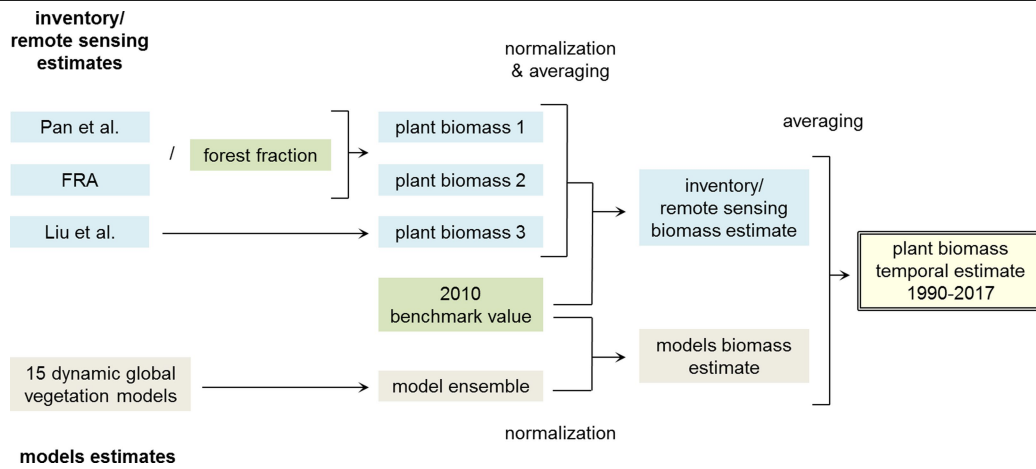 inventory/
remote sensing
estimates
normalization
& averaging
averaging
Pan et al.
/
forest fraction
FRA
Liu et al.
plant biomass 1
plant biomass 2
plant biomass 3
2010
benchmark value
inventory/
remote sensing
biomass estimate
plant biomass
temporal estimate
1990-2017
15 dynamic global
vegetation models
model ensemble
models biomass
estimate
normalization
models estimates